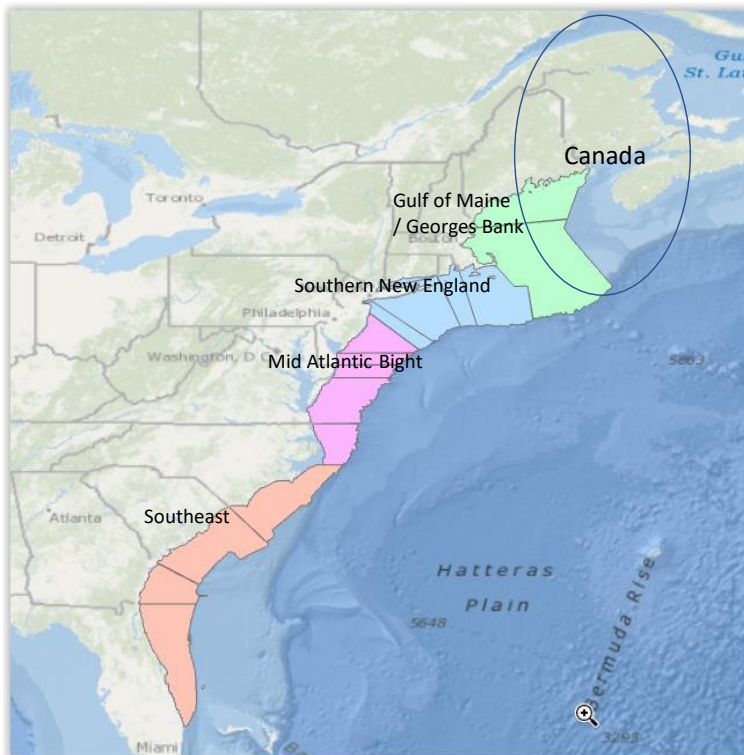 Gu
St. La
Canada
Toronto
Gulf of Maine
/ Georges Bank
Detroit
Boston
Southern New England
Philadelphia
Washington, D.C.
Mid Atlantic Bight
5863
Southeast
Atlanta
Hatteras
Plain
Bermuda Rise
5648
3293
Miami